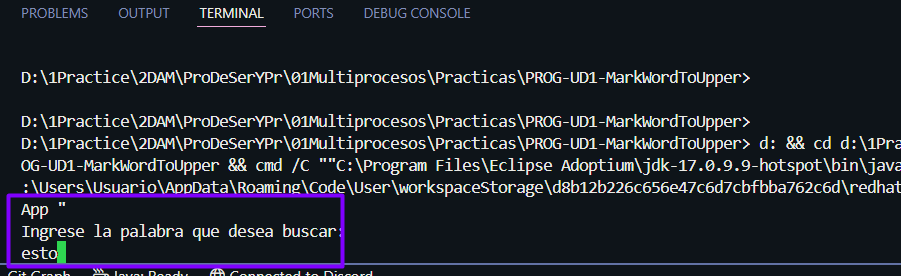 PROBLEMS OUTPUT TERMINAL PORTS DEBUG CONSOLE
D:\1Practice\2DAM\ProDeSerYPr\01Multiprocesos\Practicas\PROG-UD1-MarkWordToUpper>
D:\1Practice\2DAM\ProDeSerYPr\01Multiprocesos\Practicas\PROG-UD1-MarkWordToUpper>
D:\1Practice\2DAM\ProDeSerYPr\01Multiprocesos\Practicas\PROG-UD1-MarkWordToUpper> d: && cd d:\1Pra
OG-UD1-MarkWordToUpper && cmd /C ""C:\Program Files\Eclipse Adoptium\jdk-17.0.9.9-hotspot\bin\java
:\Users\Usuario\AppData\Roaming\Code\User\workspaceStorage\d8b12b226c656e47c6d7cbfbba762c6d\redhat
App "
Ingrese la palabra que desea buscar:
esto
Git Graph Java: Ready Connected to Discord